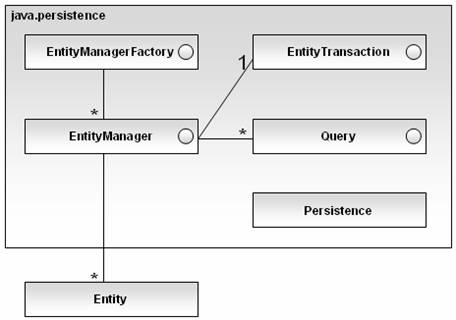 java.persistence
EntityManagerFactory
EntityTransaction
1
*
EntityManager
*
Query
Persistence
*
Entity